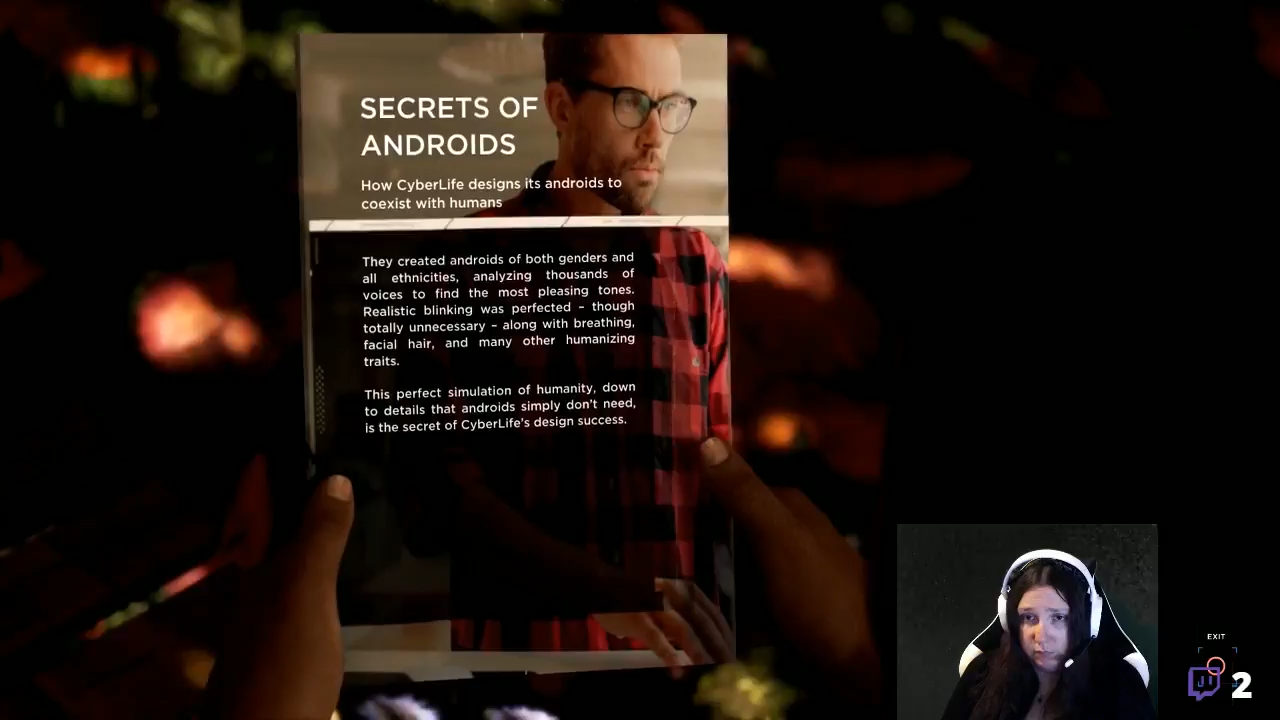 SECRETS OF
ANDROIDS
How CyberLife designs its androids to
coexist with humans
They created androids of both genders and
all ethnicities, analyzing thousands of
voices to find the most pleasing tones.
Realistic blinking was perfected – though
totally unnecessary – along with breathing,
facial hair, and many other humanizing
traits.
This perfect simulation of humanity, down
to details that androids simply don't need,
is the secret of CyberLife's design success.
EXIT
2